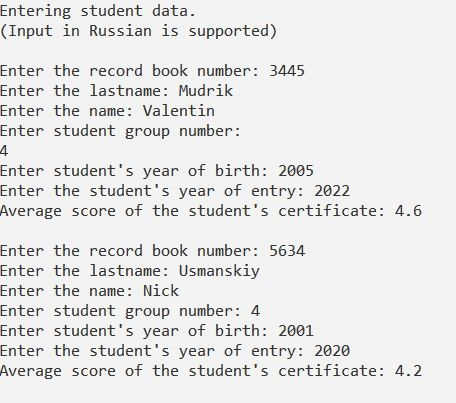 Entering student data.
(Input in Russian is supported)
Enter the record book number: 3445
Enter the lastname: Mudrik
Enter the name: Valentin
Enter student group number:
4
Enter student's year of birth: 2005
Enter the student's year of entry: 2022
Average score of the student's certificate: 4.6
Enter the record book number: 5634
Enter the lastname: Usmanskiy
Enter the name: Nick
Enter student group number: 4
Enter student's year of birth: 2001
Enter the student's year of entry: 2020
Average score of the student's certificate: 4.2